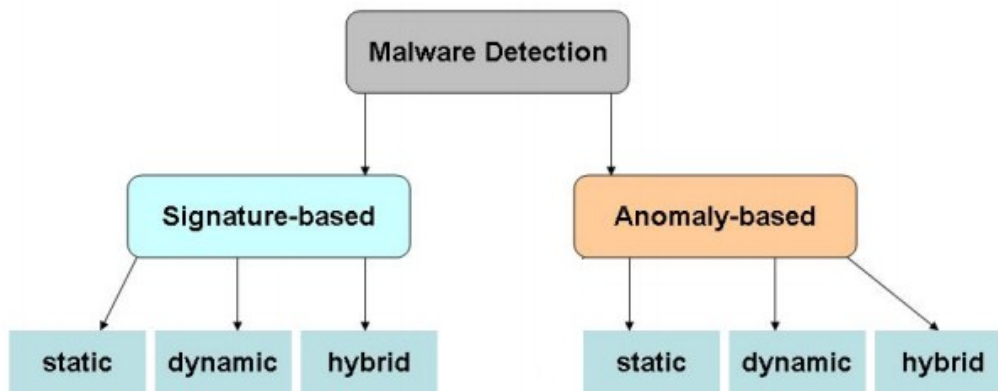 Malware Detection
Signature-based
Anomaly-based
static
dynamic
hybrid
static
dynamic
hybrid